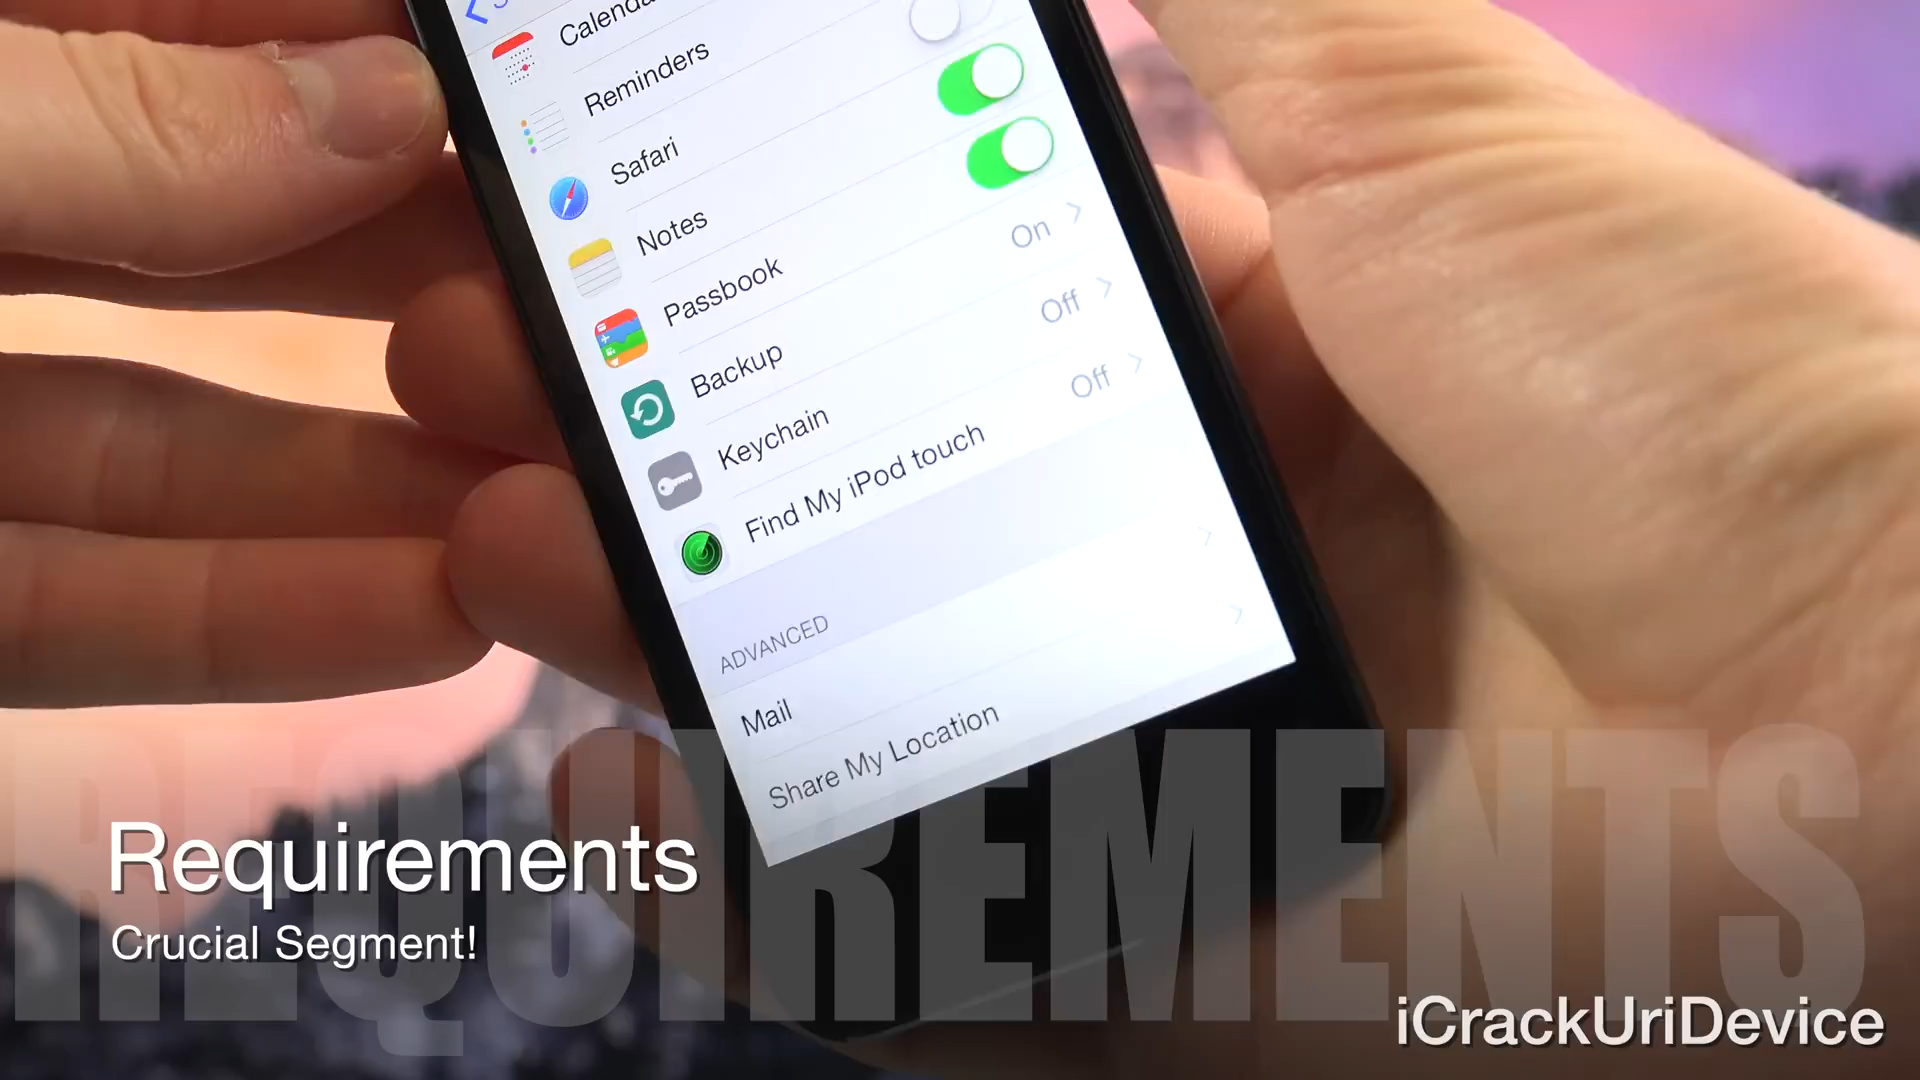 Calenda
Reminders
Safari
Notes
Passbook
On
Backup
Off
Keychain
Off
Find My iPod touch
ADVANCED
Mail
Share My Location
REQUIREMENTS
Requirements
Crucial Segment!
iCrackUriDevice